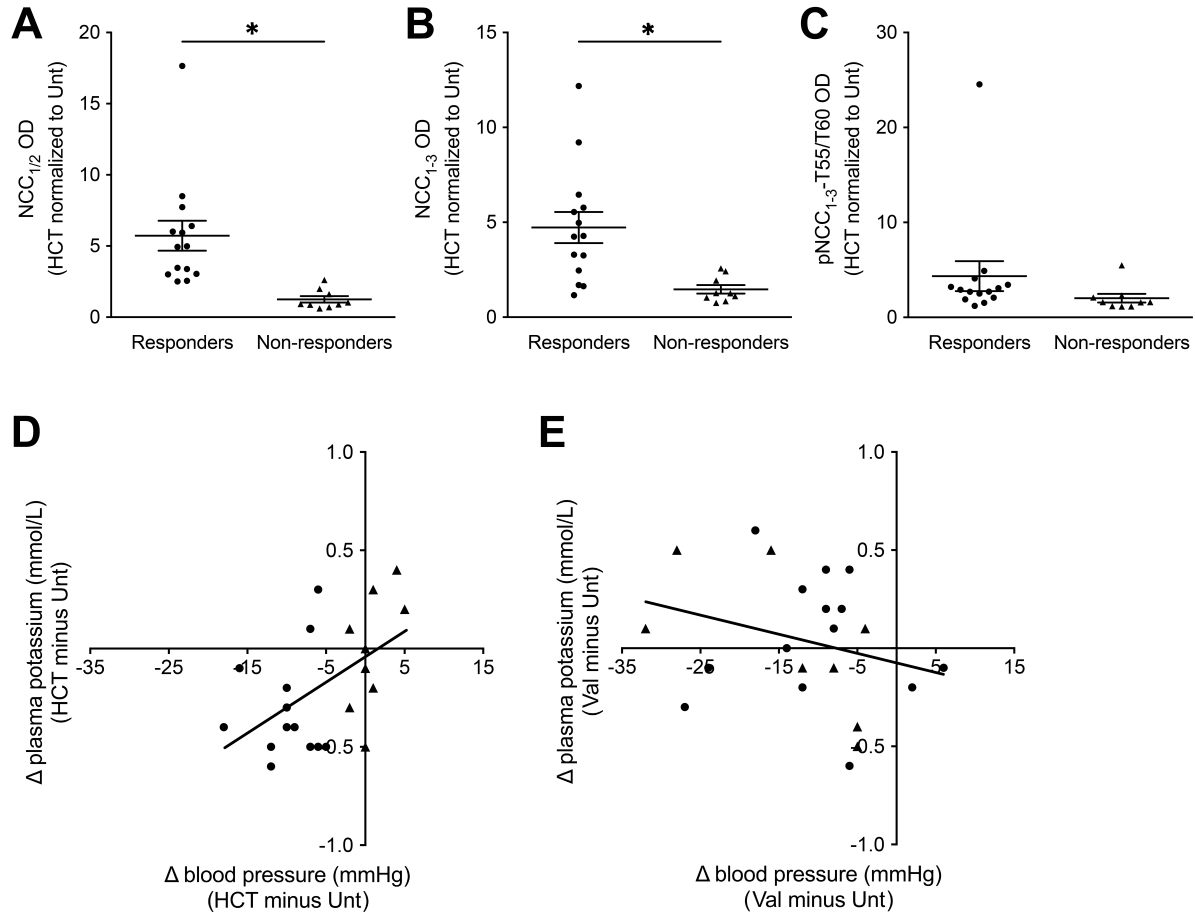 A
20
15
10
5
0
NCC1/2 OD
(HCT normalized to Unt)
*
Responders
Non-responders
B
15
10
5
0
NCC1-3 OD
(HCT normalized to Unt)
*
Responders
Non-responders
C
30
20
10
0
pNCC1-3-T55/T60 OD
(HCT normalized to Unt)
Responders
Non-responders
D
1.0
0.5
-0.5
-1.0
-35
-25
-15
-5
5
15
Δ plasma potassium (mmol/L)
(HCT minus Unt)
Δ blood pressure (mmHg)
(HCT minus Unt)
E
1.0
0.5
-0.5
-1.0
-35
-25
-15
-5
5
15
Δ plasma potassium (mmol/L)
(Val minus Unt)
Δ blood pressure (mmHg)
(Val minus Unt)